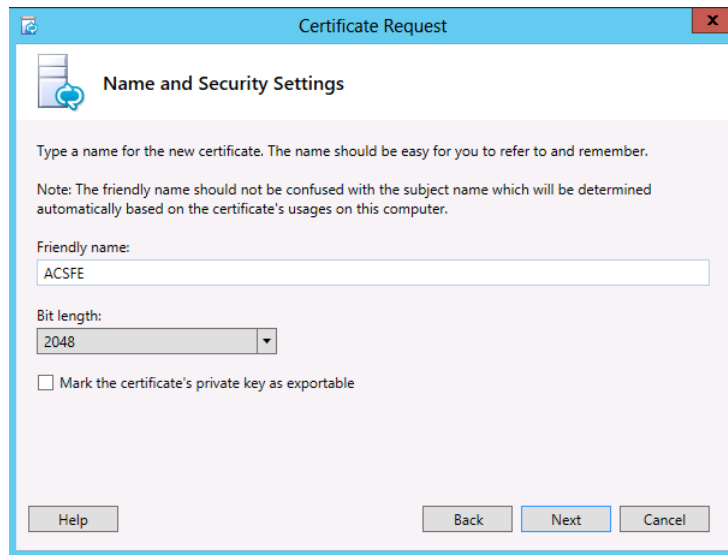 Certificate Request
x
Name and Security Settings
Type a name for the new certificate. The name should be easy for you to refer to and remember.
Note: The friendly name should not be confused with the subject name which will be determined
automatically based on the certificate's usages on this computer.
Friendly name:
ACSFE
Bit length:
2048
Mark the certificate's private key as exportable
Help Back Next Cancel